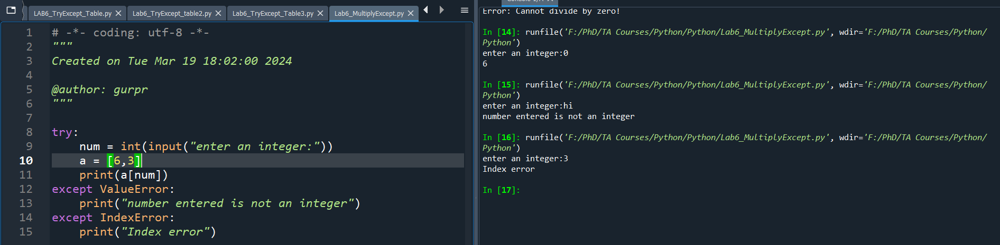 LAB6_TryExcept_Table.py Lab6_TryExcept_table2.py Lab6_TryExcept_Table3.py Lab6_MultiplyExcept.py
1 # -*- coding: utf-8 -*-
2 """
3 Created on Tue Mar 19 18:02:00 2024
4
5 @author: gurpr
6 """
7
8 try:
9 num = int(input("enter an integer:"))
10 a = [6,3]
11 print(a[num])
12 except ValueError:
13 print("number entered is not an integer")
14 except IndexError:
15 print("Index error")
Error: Cannot divide by zero!
In [14]: runfile('F:/PhD/TA Courses/Python/Python/Lab6_MultiplyExcept.py', wdir='F:/PhD/TA Courses/Python/
Python')
enter an integer:0
6
In [15]: runfile('F:/PhD/TA Courses/Python/Python/Lab6_MultiplyExcept.py', wdir='F:/PhD/TA Courses/Python/
Python')
enter an integer:hi
number entered is not an integer
In [16]: runfile('F:/PhD/TA Courses/Python/Python/Lab6_MultiplyExcept.py', wdir='F:/PhD/TA Courses/Python/
Python')
enter an integer:3
Index error
In [17]: